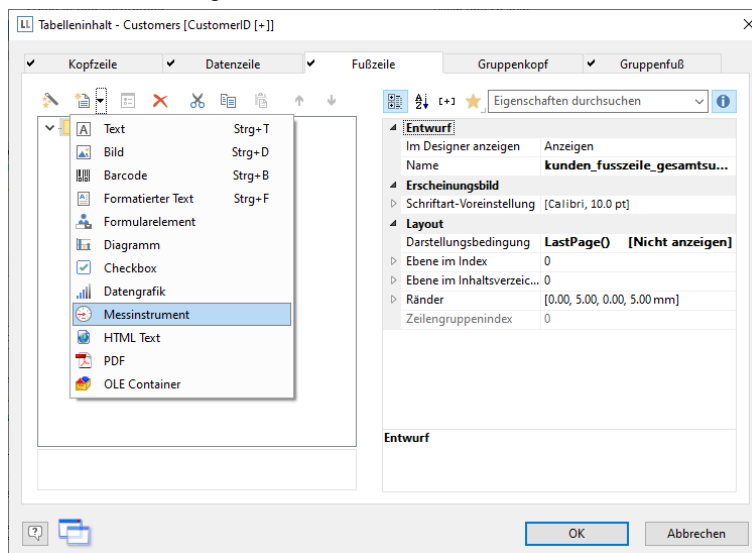 LL Tabelleninhalt - Customers [CustomerID [+]]
Kopfzeile Datenzeile Fußzeile Gruppenkopf Gruppenfuß
Eigenschaften durchsuchen
A Text Strg+T
Bild Strg+D
Barcode Strg+B
Formatierter Text Strg+F
Formularelement
Diagramm
Checkbox
Datengrafik
Messinstrument
HTML Text
PDF
OLE Container
Entwurf
Im Designer anzeigen Anzeigen
Name kunden_fusszeile_gesamtsu...
Erscheinungsbild
Schriftart-Voreinstellung [Calibri, 10.0 pt]
Layout
Darstellungsbedingung LastPage() [Nicht anzeigen]
Ebene im Index 0
Ebene im Inhaltsverzeic... 0
Ränder [0.00, 5.00, 0.00, 5.00 mm]
Zeilengruppenindex 0
Entwurf
OK Abbrechen